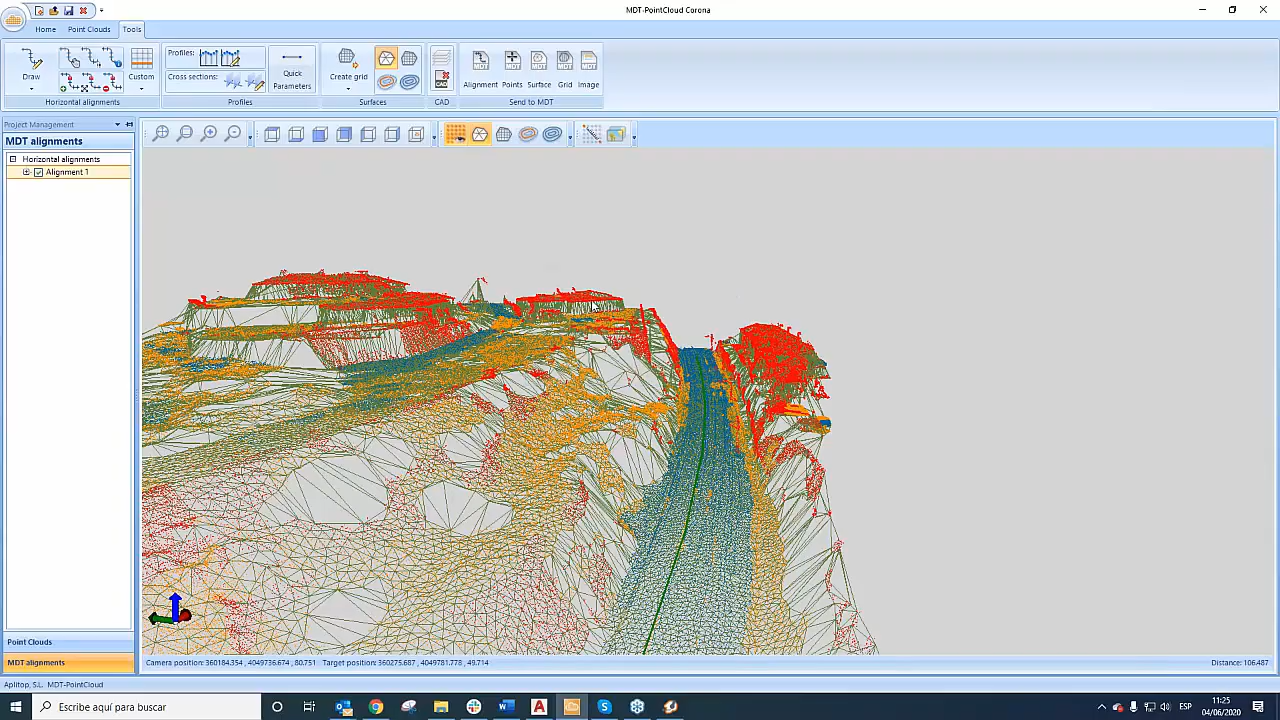 MDT-PointCloud Corona
Home
Point Clouds
Tools
Draw
Custom
Horizontal alignments
Profiles:
Cross sections:
Quick
Parameters
Profiles
Create grid
Surfaces
CAD
Alignment
Points
Surface
Grid
Image
Send to MDT
Project Management
MDT alignments
Horizontal alignments
Alignment 1
Point Clouds
MDT alignments
Camera position: 360184.354 , 4049736.674 , 80.751 Target position: 360275.687 , 4049781.778 , 49.714
Distance: 106.487
Aplitop, S.L. MDT-PointCloud
Escribe aquí para buscar
ESP
11:25
04/06/2020